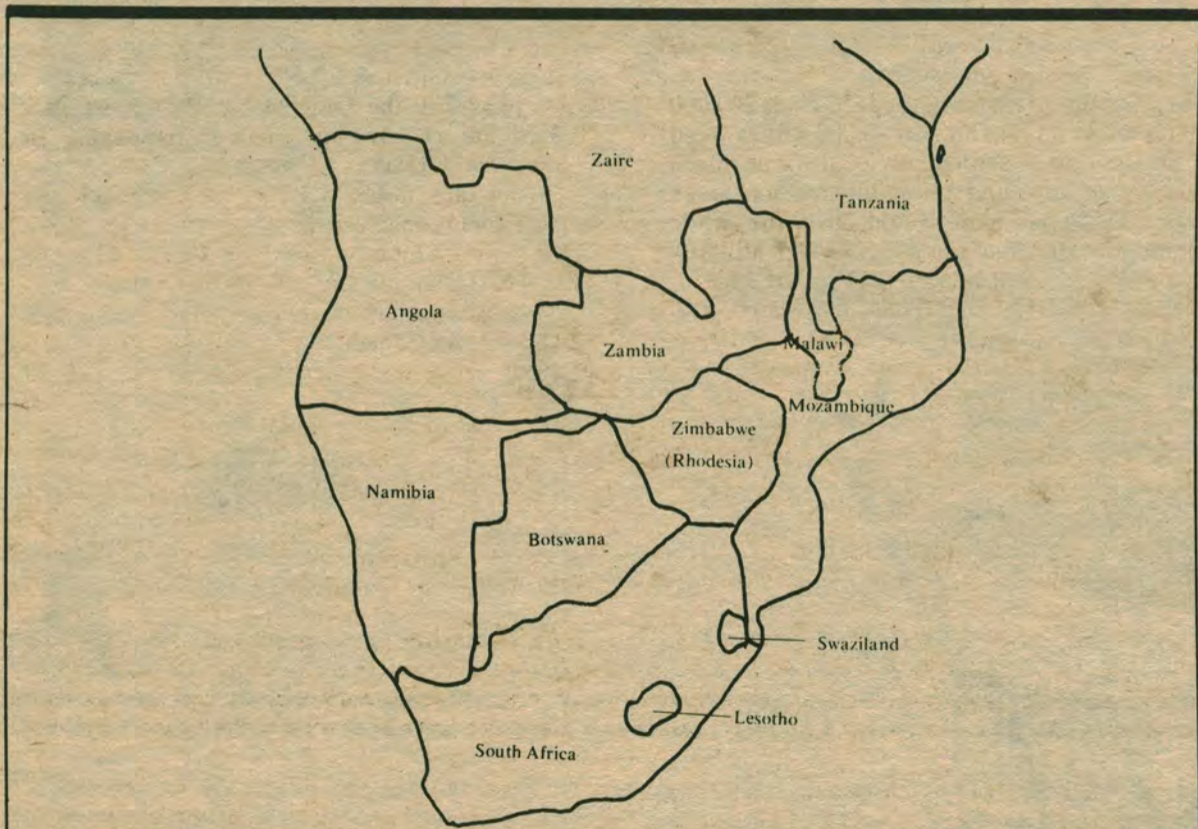 Zaire
Tanzania
Angola
Zambia
Malawi
Mozambique
Zimbabwe
(Rhodesia)
Namibia
Botswana
Swaziland
Lesotho
South Africa